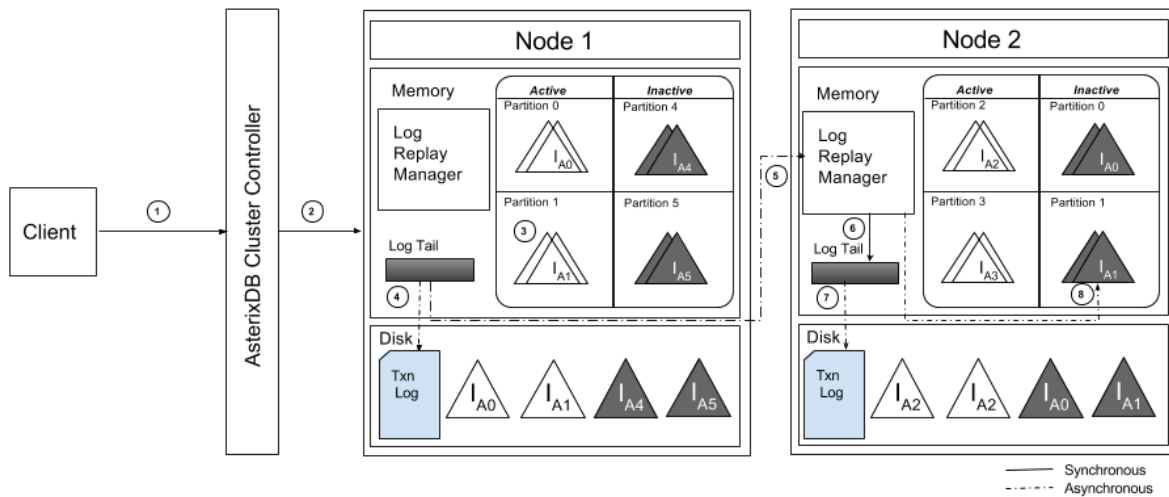 Client
1
AsterixDB Cluster Controller
2
Node 1
Memory
Log
Replay
Manager
Active
Inactive
Partition 0
Partition 4
I A0
I A4
Partition 1
Partition 5
3
I A1
I A5
Log Tail
4
Disk
Txn
Log
I A0
I A1
I A4
I A5
5
Node 2
Memory
Log
Replay
Manager
Active
Inactive
Partition 2
Partition 0
I A2
I A0
Partition 3
Partition 1
6
I A3
I A1
Log Tail
7
8
Disk
Txn
Log
I A2
I A2
I A0
I A1
Synchronous
Asynchronous